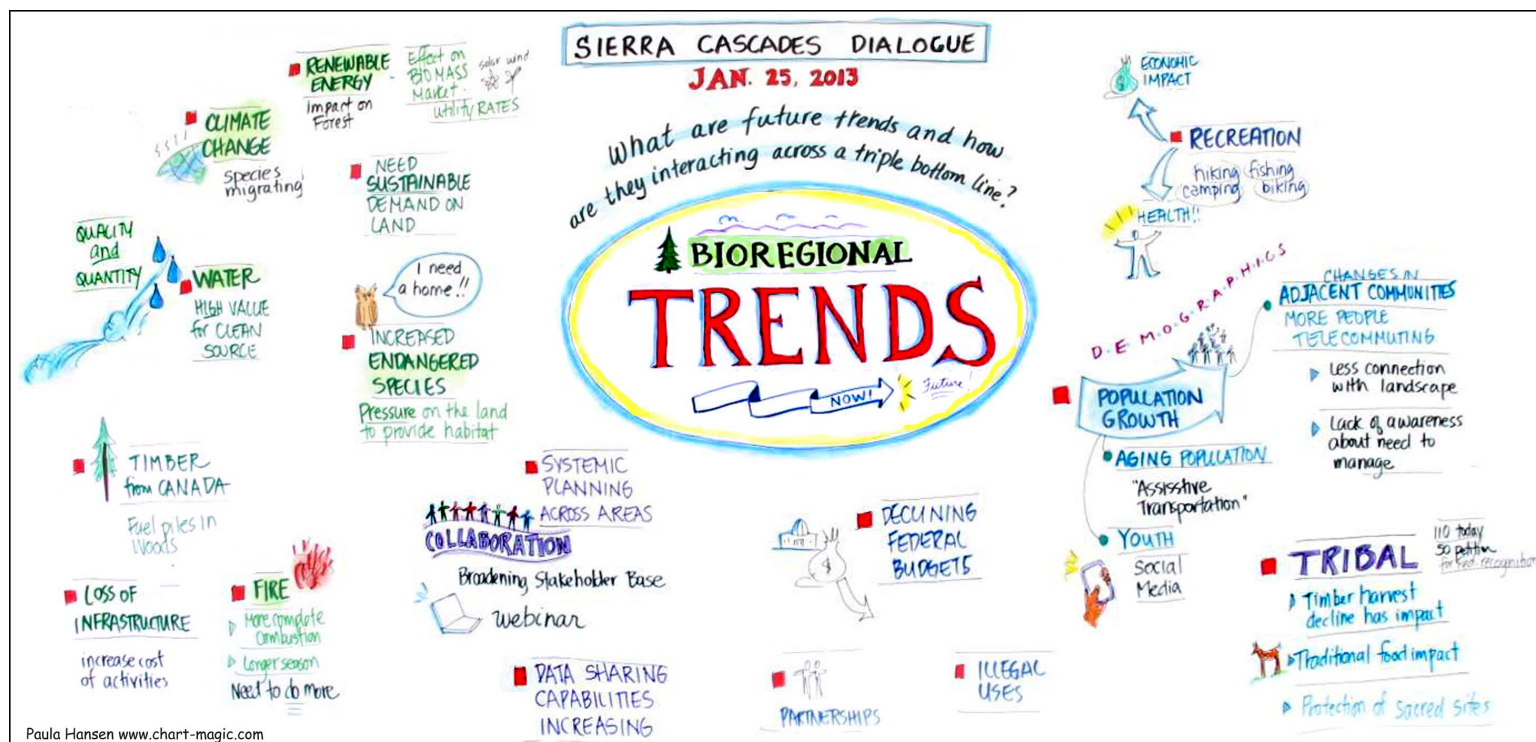 SIERRA CASCADES DIALOGUE
JAN. 25, 2013
What are future trends and how
are they interacting across a triple bottom line?
BIOREGIONAL
TRENDS
NOW!
Future!
RENEWABLE
ENERGY
Impact on
Forest
Effect on
BIOMASS
Market.
solar wind
utility RATES
CLIMATE
CHANGE
Species
migrating
NEED
SUSTAINABLE
DEMAND ON
LAND
QUALITY
and
QUANTITY
WATER
HIGH VALUE
for CLEAN
SOURCE
I need
a home!!
INCREASED
ENDANGERED
SPECIES
Pressure on the land
to provide habitat
TIMBER
from CANADA
Fuel piles in
Woods
LOSS OF
INFRASTRUCTURE
increase cost
of activities
FIRE
More complete
Combustion
Longer season
Need to do more
SYSTEMIC
PLANNING
ACROSS AREAS
COLLABORATION
Broadening Stakeholder Base
webinar
DATA SHARING
CAPABILITIES
INCREASING
DECLINING
FEDERAL
BUDGETS
$
PARTNERSHIPS
ILLEGAL
USES
ECONOMIC
IMPACT
RECREATION
hiking fishing
camping biking
HEALTH!!
D.E.M.O.G.R.A.P.H.I.C.S
POPULATION
GROWTH
CHANGES IN
ADJACENT COMMUNITIES
MORE PEOPLE
TELECOMMUTING
Less connection
with landscape
Lack of awareness
about need to
manage
AGING POPULATION
"Assisstive
Transportation"
YOUTH
Social
Media
TRIBAL
110 today
50 petition
for fed. recognition
Timber harvest
decline has impact
Traditional food impact
Protection of Sacred Sites
Paula Hansen www.chart-magic.com